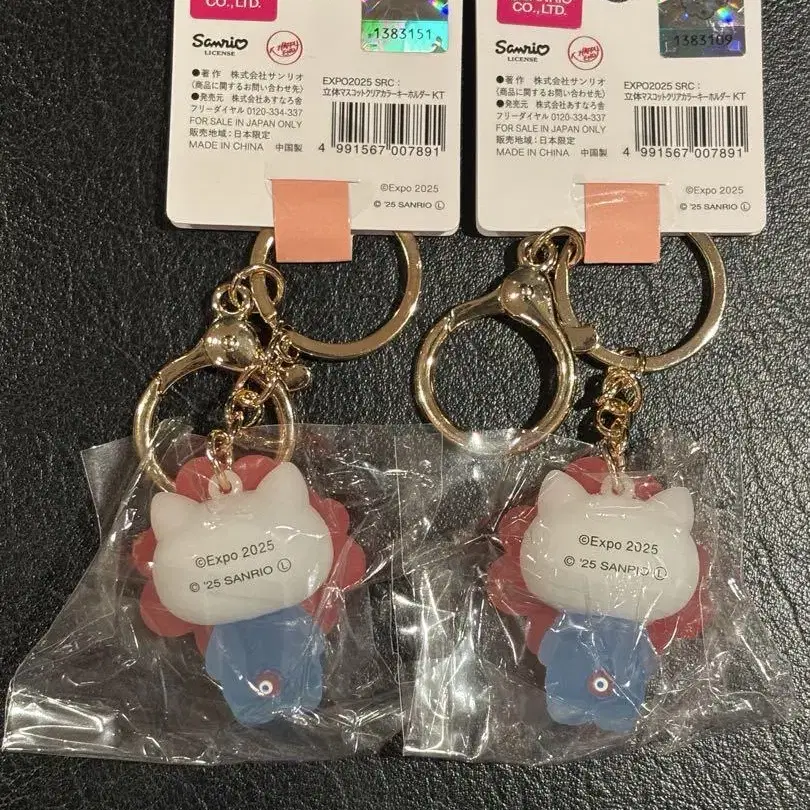 CO., LTD.
1383151
Sanrio
LICENSE
EXPO2025 SRC:
立体マスコットクリアカラーキーホルダー KT
●著作 株式会社サンリオ
(商品に関するお問い合わせ先)
●発売元 株式会社あすなろ舎
フリーダイヤル 0120-334-337
FOR SALE IN JAPAN ONLY
販売地域:日本限定
MADE IN CHINA 中国製
4 991567 007891
©Expo 2025
© '25 SANRIO Ⓛ
CO., LTD.
1383109
Sanrio
LICENSE
EXPO2025 SRC:
立体マスコットクリアカラーキーホルダー KT
●著作 株式会社サンリオ
(商品に関するお問い合わせ先)
●発売元 株式会社あすなろ舎
フリーダイヤル 0120-334-337
FOR SALE IN JAPAN ONLY
販売地域:日本限定
MADE IN CHINA 中国製
4 991567 007891
©Expo 2025
© '25 SANRIO Ⓛ
©Expo 2025
© '25 SANRIO Ⓛ
©Expo 2025
© '25 SANRIO Ⓛ